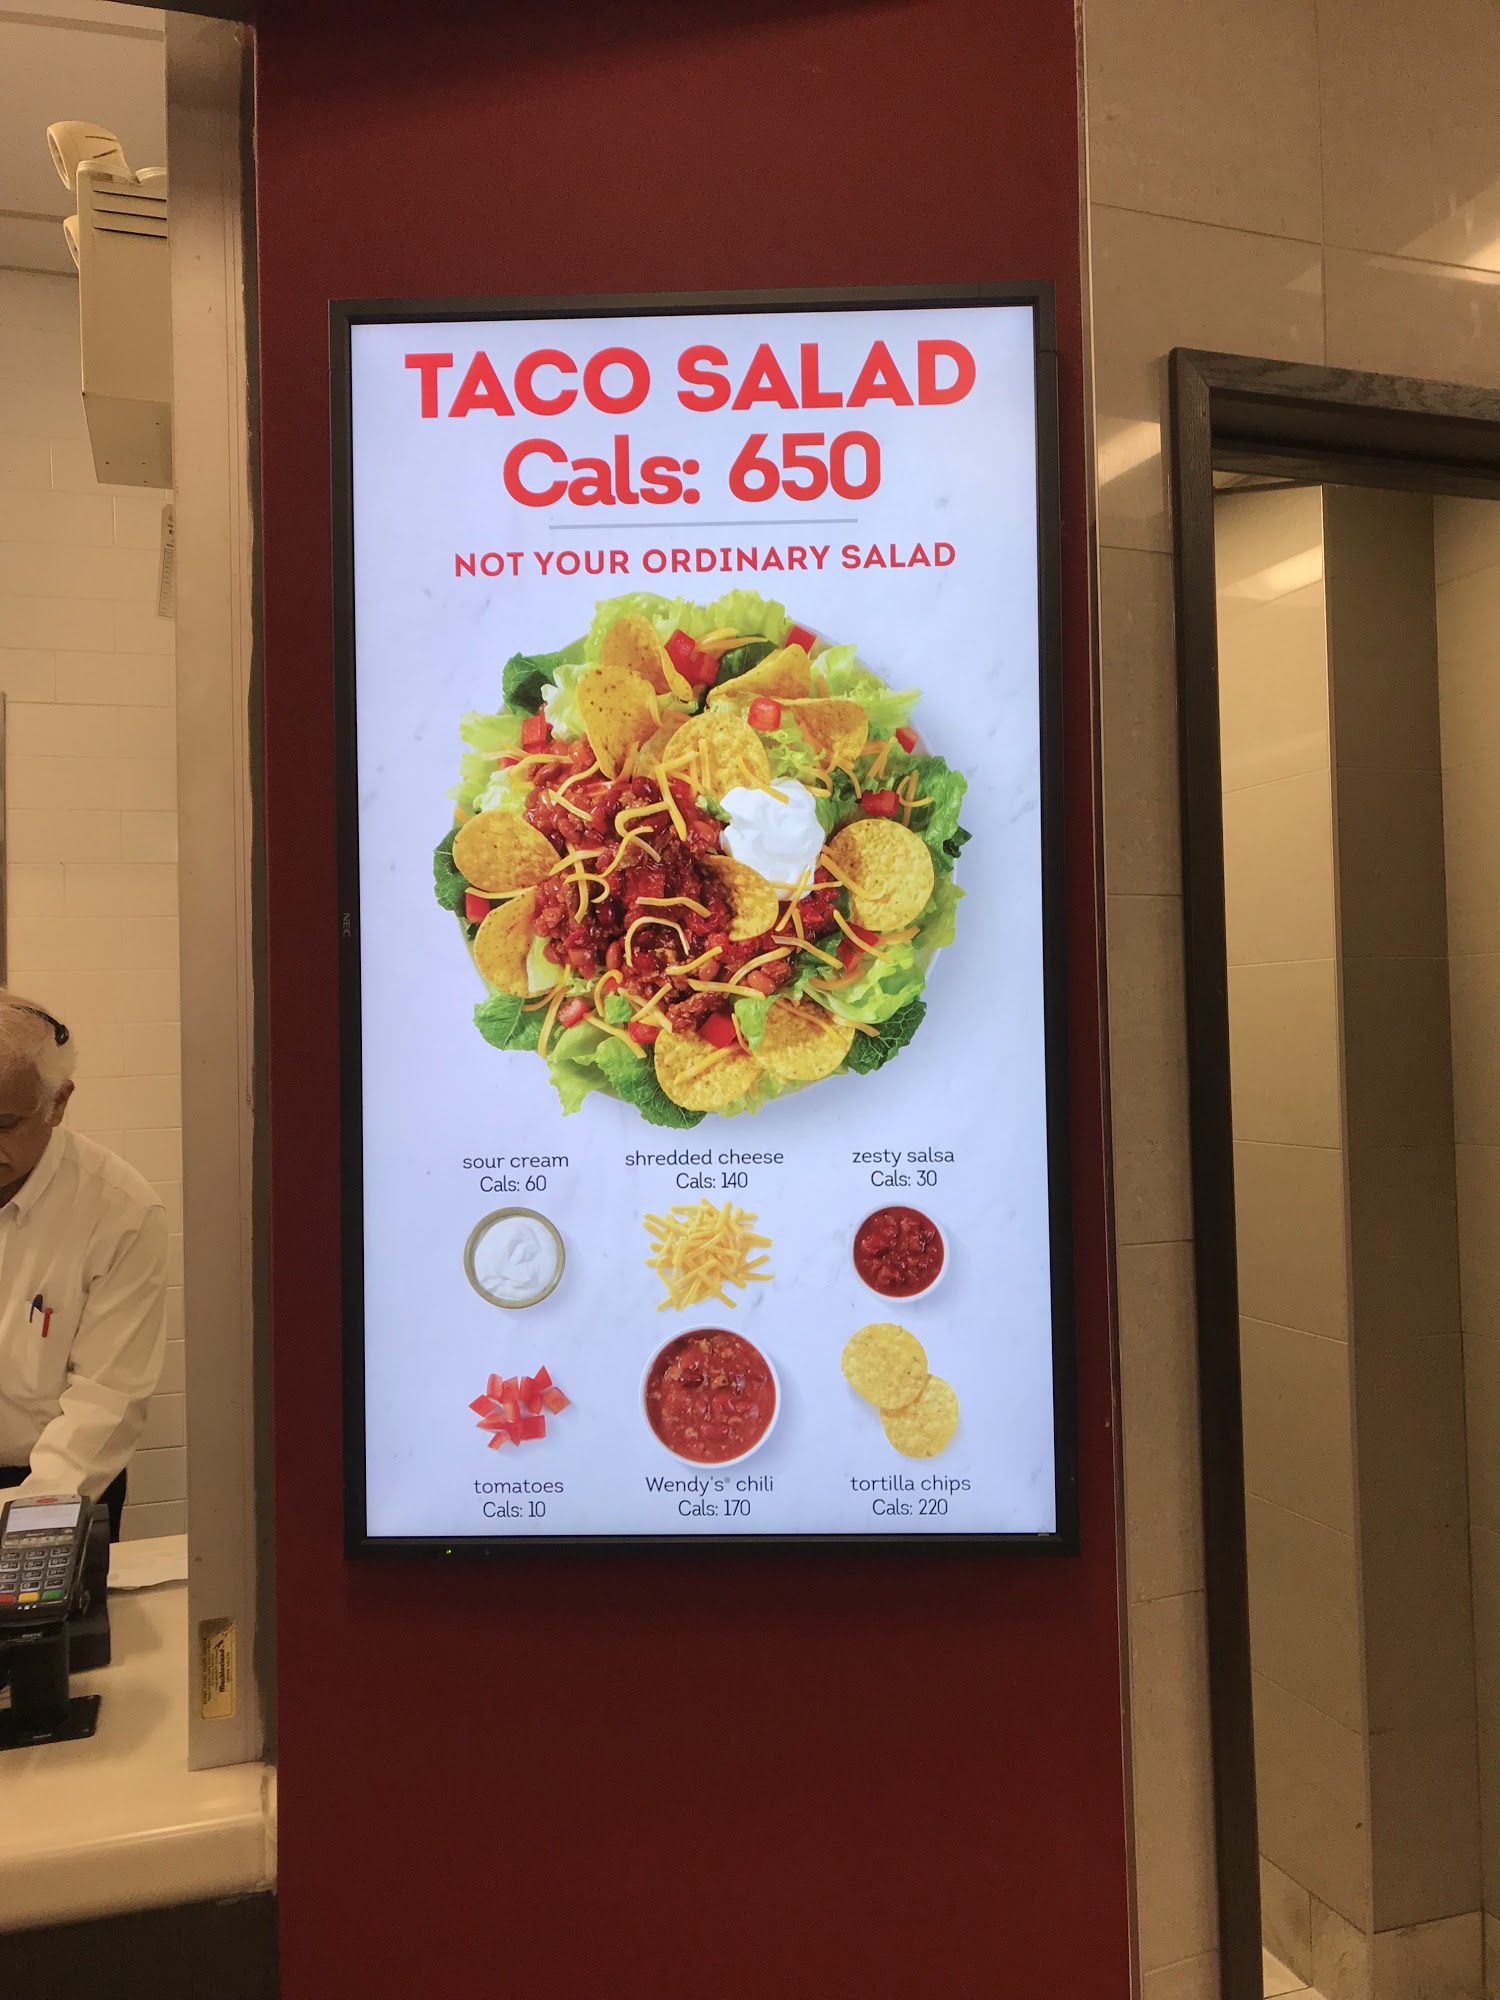 TACO SALAD
Cals: 650
NOT YOUR ORDINARY SALAD
sour cream
Cals: 60
shredded cheese
Cals: 140
zesty salsa
Cals: 30
tomatoes
Cals: 10
Wendy's® chili
Cals: 170
tortilla chips
Cals: 220
NEC